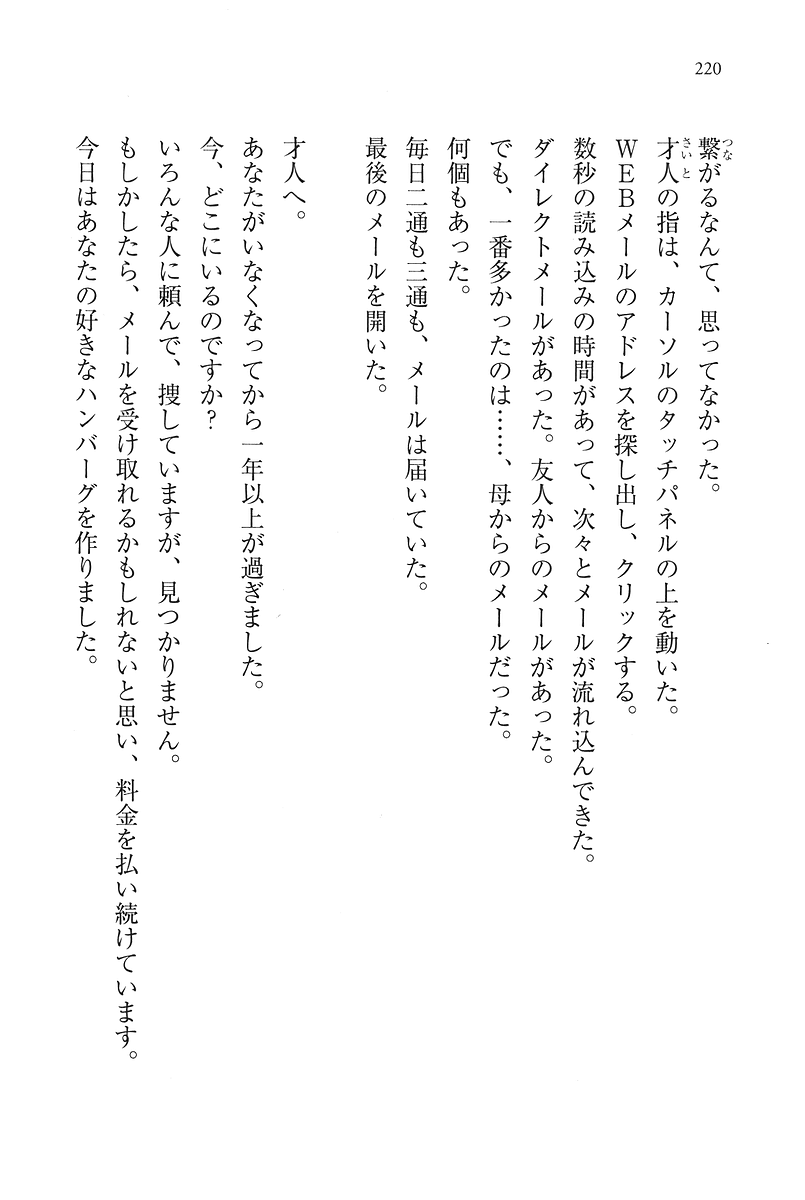 220
繋がるなんて、思ってなかった。
才人の指は、カーソルのタッチパネルの上を動いた。
ＷＥＢメールのアドレスを探し出し、クリックする。
数秒の読み込みの時間があって、次々とメールが流れ込んできた。
ダイレクトメールがあった。友人からのメールがあった。
でも、一番多かったのは……、母からのメールだった。
何個もあった。
毎日二通も三通も、メールは届いていた。
最後のメールを開いた。
才人へ。
あなたがいなくなってから一年以上が過ぎました。
今、どこにいるのですか？
いろんな人に頼んで、捜していますが、見つかりません。
もしかしたら、メールを受け取れるかもしれないと思い、料金を払い続けています。
今日はあなたの好きなハンバーグを作りました。